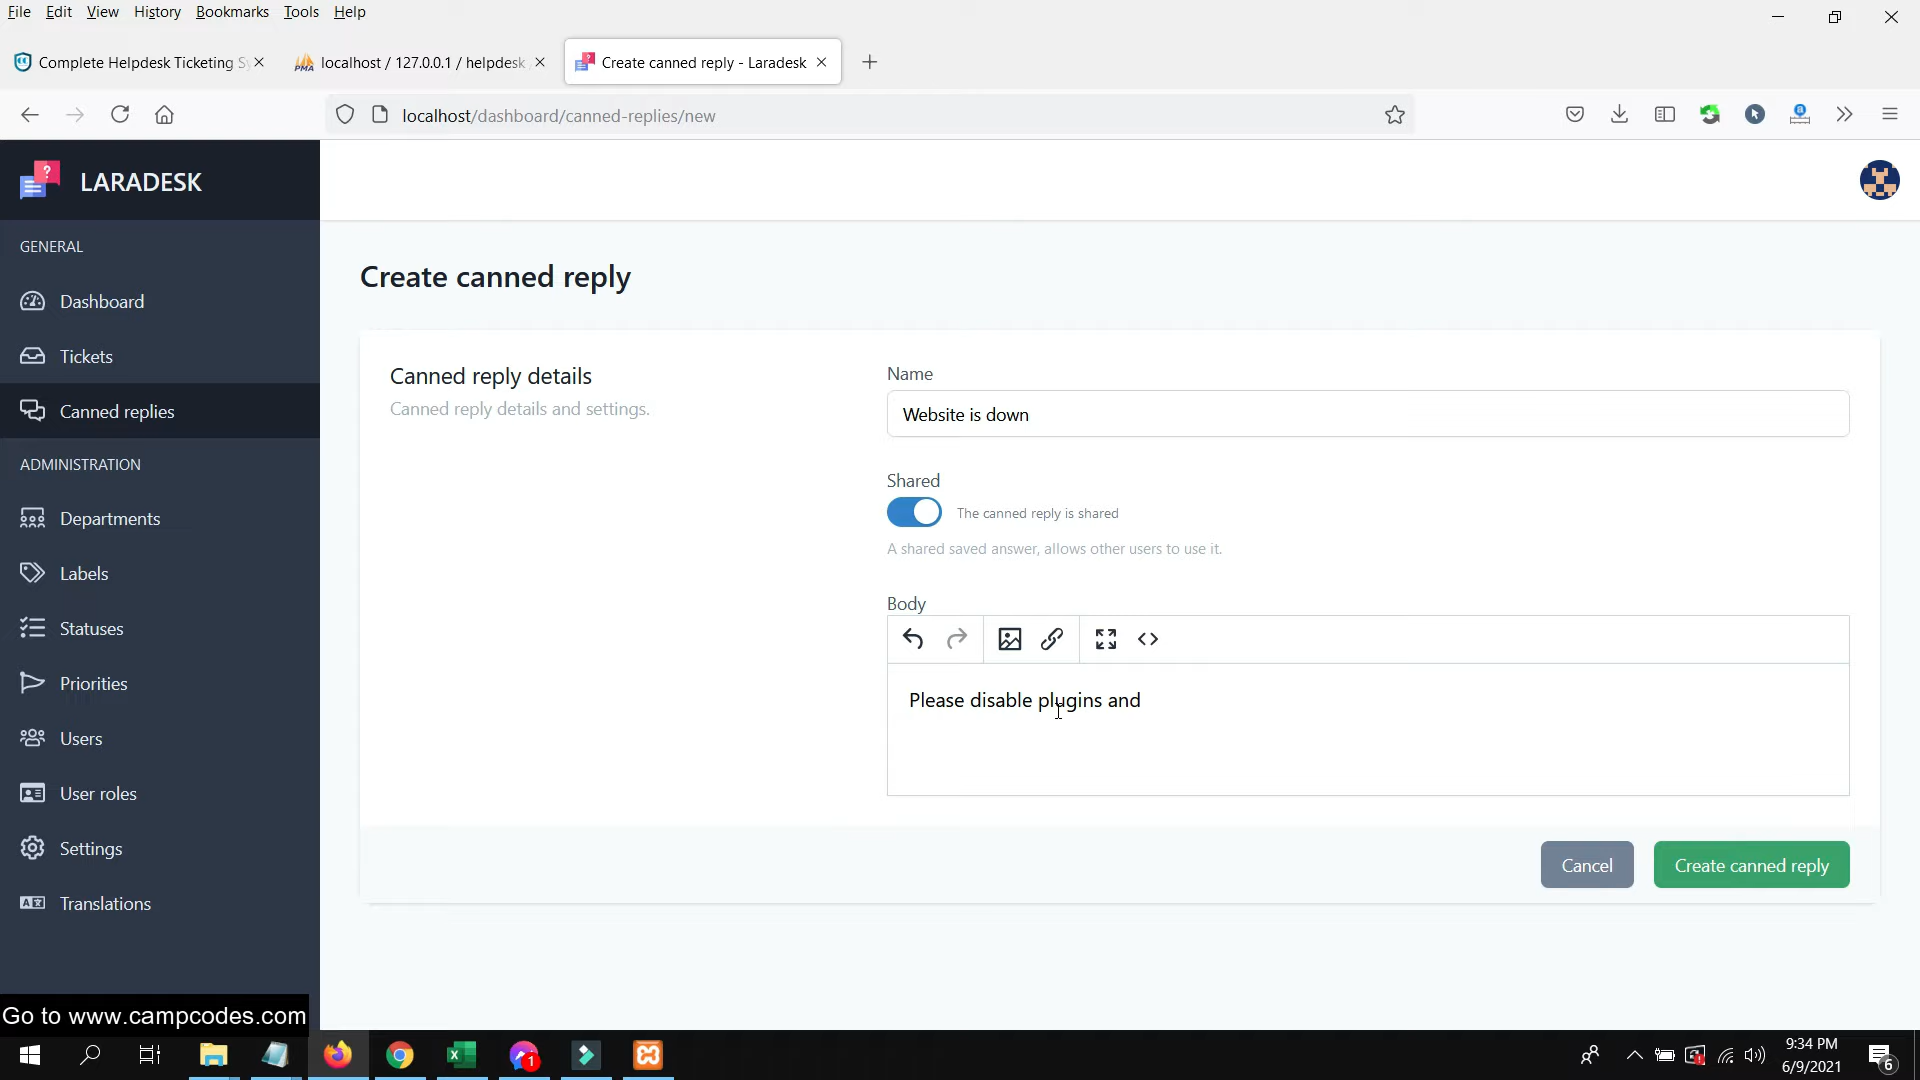 File Edit View History Bookmarks Tools Help
Complete Helpdesk Ticketing Sy
localhost / 127.0.0.1 / helpdesk
Create canned reply - Laradesk
localhost/dashboard/canned-replies/new
LARADESK
GENERAL
Dashboard
Tickets
Canned replies
ADMINISTRATION
Departments
Labels
Statuses
Priorities
Users
User roles
Settings
Translations
Create canned reply
Canned reply details
Canned reply details and settings.
Name
Website is down
Shared
The canned reply is shared
A shared saved answer, allows other users to use it.
Body
Please disable plugins and
Cancel
Create canned reply
Go to www.campcodes.com
1
9:34 PM
6/9/2021
6